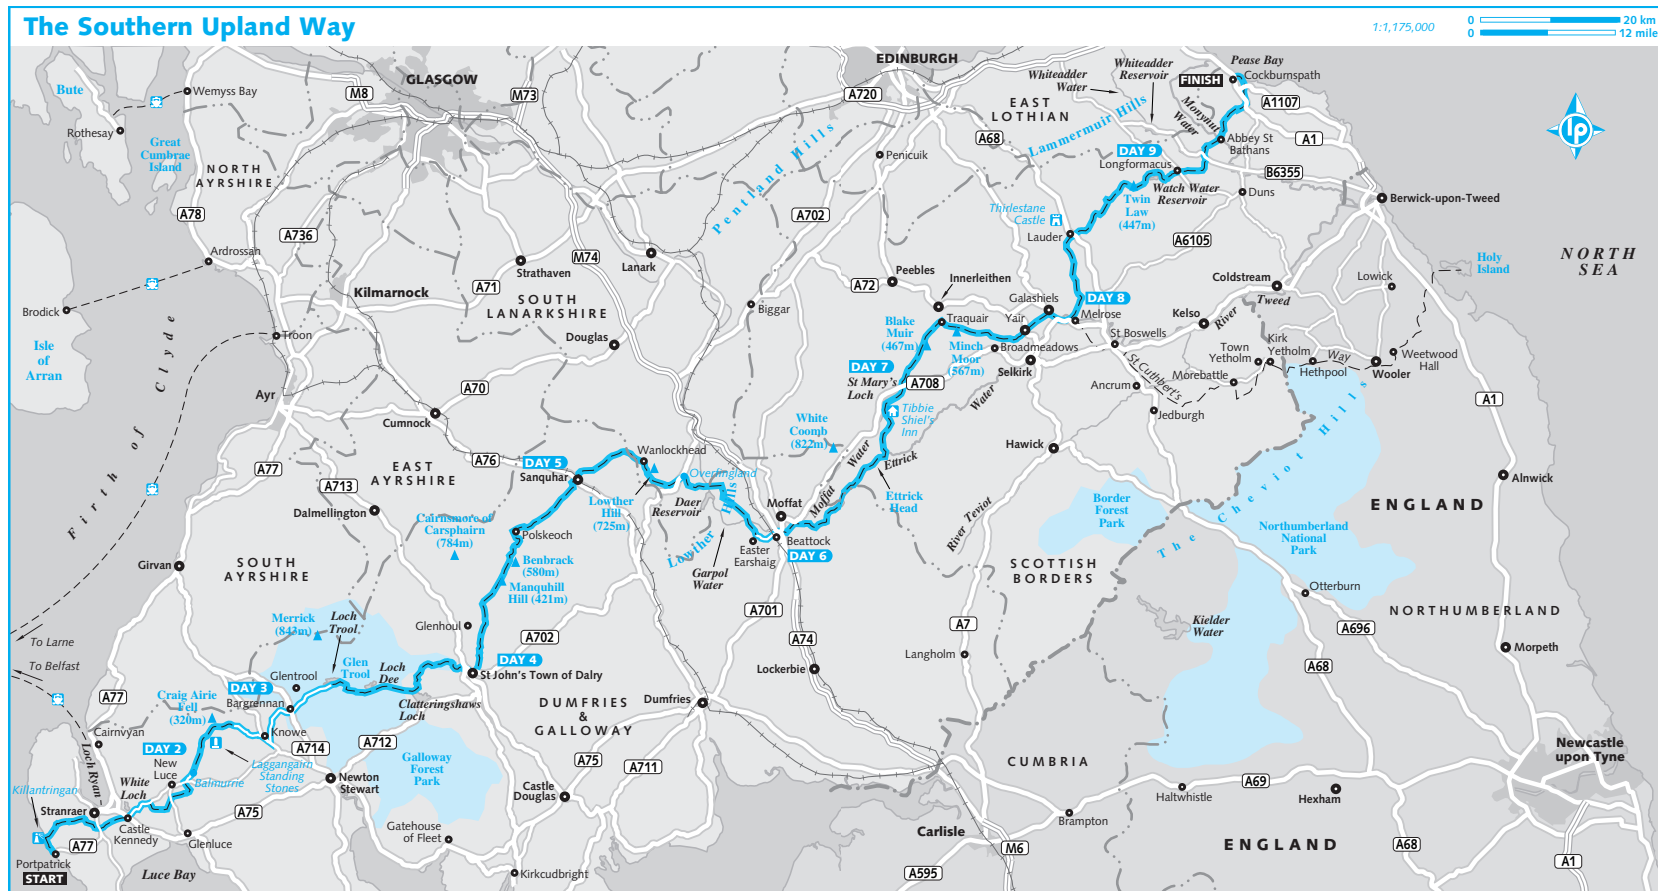 The Southern Upland Way
1:1,175,000
0 20 km
0 12 mile
GLASGOW
EDINBURGH
Pease Bay
Cockburnspath
FINISH
Whiteadder
Reservoir
Whiteadder
Water
Bute
Wemyss Bay
M8
M73
A720
EAST
LOTHIAN
Monynut
Water
A1107
Rothesay
Great
Cumbrae
Island
A68
Lammermuir Hills
Abbey St
Bathans
A1
lp
NORTH
AYRSHIRE
Pentland Hills
Penicuik
DAY 9
Longformacus
B6355
Watch Water
Reservoir
Duns
Berwick-upon-Tweed
A78
A736
A702
Thirlestane
Castle
Twin
Law
(447m)
Lauder
A6105
Ardrossan
Strathaven
M74
Lanark
NORTH
SEA
Holy
Island
Peebles
Innerleithen
Coldstream
Lowick
Brodick
Kilmarnock
A71
SOUTH
LANARKSHIRE
A72
Biggar
Galashiels
DAY 8
Melrose
Tweed
River
Kelso
Isle
of
Arran
Firth of Clyde
Troon
Douglas
Blake
Muir
(467m)
Traquair
Yair
Minch
Moor
(567m)
Broadmeadows
Selkirk
St Boswells
St Cuthbert's
Way
Town
Yetholm
Kirk
Yetholm
Hethpool
Wooler
Weetwood
Hall
DAY 7
St Mary's
Loch
A708
Morebattle
Ancrum
Jedburgh
Ayr
A70
Cumnock
White
Coomb
(822m)
Tibbie
Shiel's
Inn
Water
Ettrick
Hawick
A1
The Cheviot Hills
A77
A76
DAY 5
Sanquhar
Wanlockhead
Overfingland
Moffat
Water
EAST
AYRSHIRE
A713
Dalmellington
Lowther
Hill
(725m)
Daer
Reservoir
Lowther
Hills
Moffat
Ettrick
Head
Border
Forest
Park
Northumberland
National
Park
ENGLAND
Alnwick
Cairnsmore of
Carsphairn
(784m)
Polskeoch
Easter
Earshaig
Beattock
DAY 6
Garpol
Water
River Teviot
Girvan
SOUTH
AYRSHIRE
Benbrack
(580m)
Manquhill
Hill (421m)
SCOTTISH
BORDERS
Otterburn
NORTHUMBERLAND
Merrick
(843m)
Loch
Trool
Glenhoul
A702
A701
A74
A7
Kielder
Water
A696
To Larne
To Belfast
DAY 4
St John's Town of Dalry
Glen
Trool
Loch
Dee
Lockerbie
Langholm
A68
Morpeth
Glentrool
DAY 3
Bargrennan
Clatteringshaws
Loch
A77
Craig Airie
Fell
(320m)
DUMFRIES
&
GALLOWAY
Dumfries
Cairnryan
Loch Ryan
Knowe
A714
A712
DAY 2
New
Luce
Balmurrie
Laggangairn
Standing
Stones
Galloway
Forest
Park
Newton
Stewart
A75
A711
CUMBRIA
Newcastle
upon Tyne
Killantringan
White
Loch
Stranraer
Castle
Kennedy
A75
Castle
Douglas
A69
Haltwhistle
Hexham
Brampton
A77
Portpatrick
START
Glenluce
Luce Bay
Gatehouse
of Fleet
Kirkcudbright
Carlisle
M6
A595
ENGLAND
A68
A1